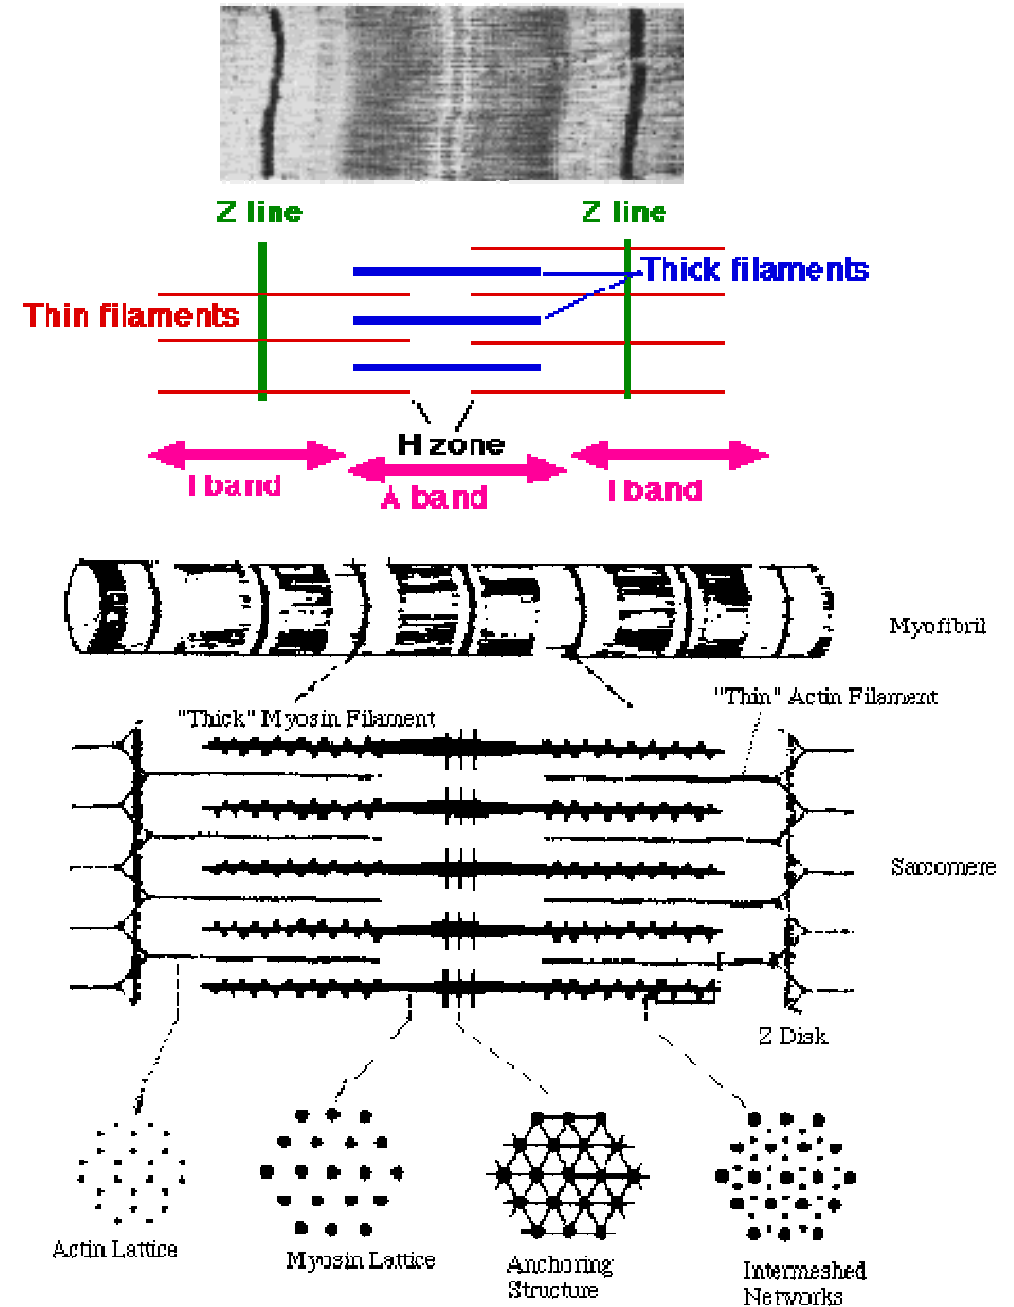 Z line
Z line
Thick filaments
Thin filaments
H zone
I band
A band
I band
Myofibril
"Thin" Actin Filament
"Thick" Myosin Filament
Sarcomere
Z Disk
Actin Lattice
Myosin Lattice
Anchoring
Structure
Intermeshed
Networks